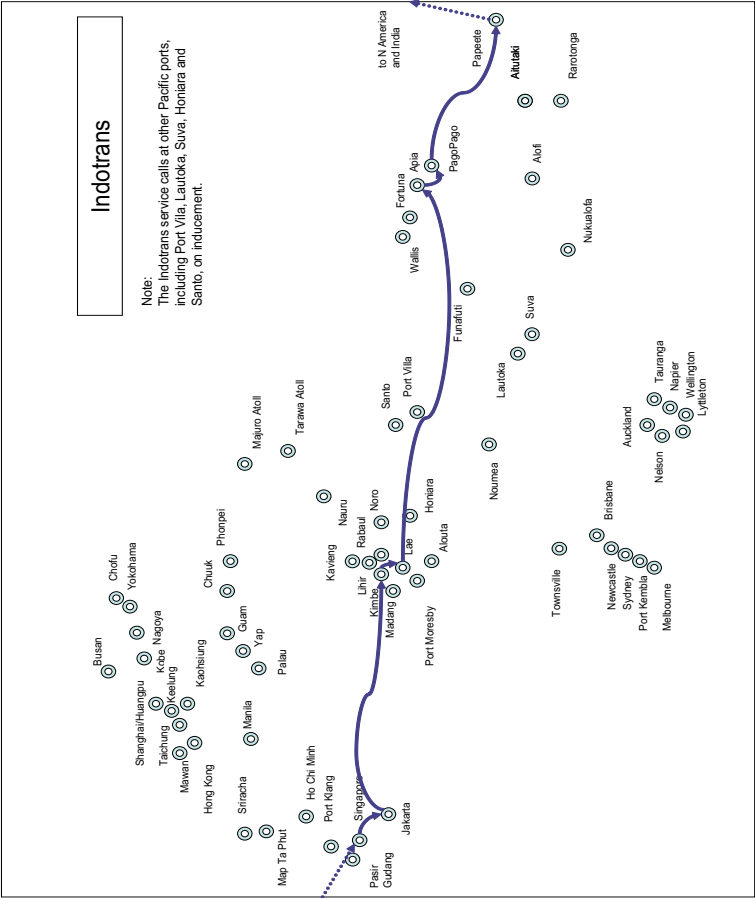 Indotrans
Note:
The Indotrans service calls at other Pacific ports,
including Port Vila, Lautoka, Suva, Honiara and
Santo, on inducement.
to N America
and India
Papeete
Aitutaki
Rarotonga
Apia
PagoPago
Alofi
Fortuna
Wallis
Nukualofa
Funafuti
Suva
Lautoka
Santo
Port Villa
Noumea
Majuro Atoll
Tarawa Atoll
Nauru
Auckland
Tauranga
Napier
Wellington
Lyttleton
Nelson
Phonpei
Chuuk
Guam
Yap
Palau
Kavieng
Rabaul
Noro
Lihir
Kimbe
Madang
Lae
Honiara
Alouta
Port Moresby
Townsville
Brisbane
Newcastle
Sydney
Port Kembla
Melbourne
Chofu
Yokohama
Nagoya
Kobe
Busan
Shanghai/Huangpu
Keelung
Kaohsiung
Taichung
Mawan
Hong Kong
Manila
Sriracha
Map Ta Phut
Ho Chi Minh
Port Klang
Singapore
Jakarta
Pasir
Gudang